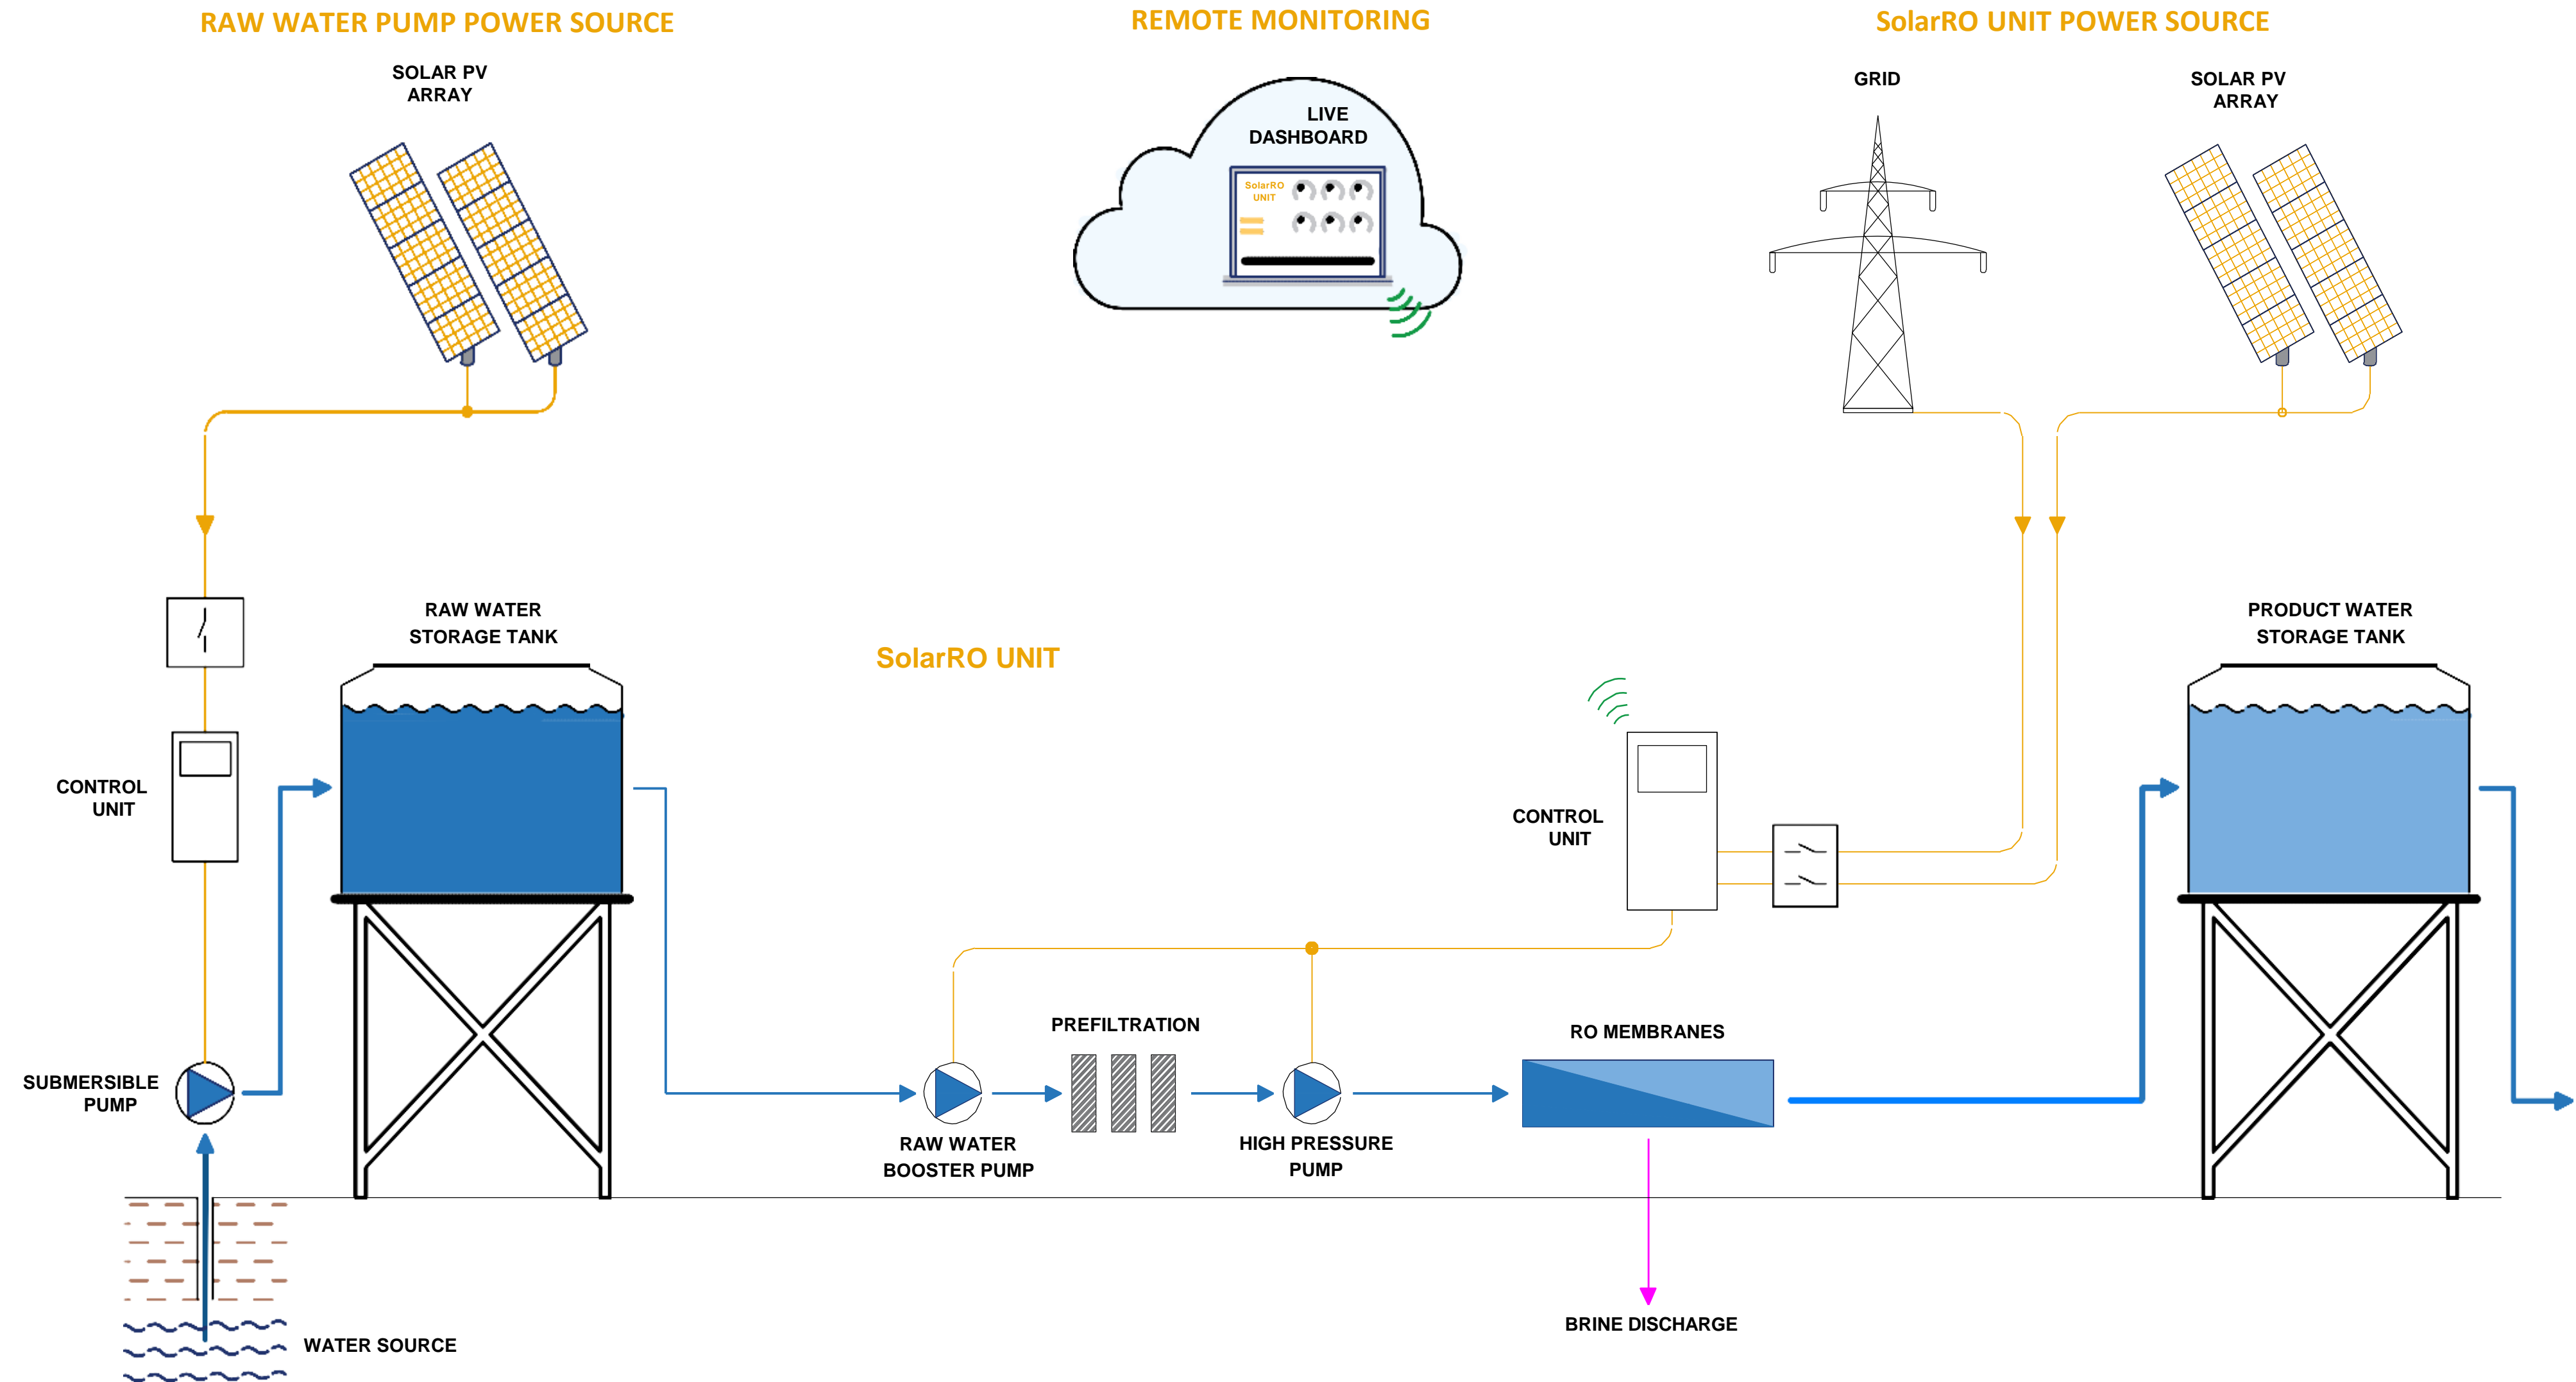 RAW WATER PUMP POWER SOURCE
REMOTE MONITORING
SolarRO UNIT POWER SOURCE
SOLAR PV
ARRAY
LIVE
DASHBOARD
SolarRO
UNIT
GRID
SOLAR PV
ARRAY
RAW WATER
STORAGE TANK
SolarRO UNIT
PRODUCT WATER
STORAGE TANK
CONTROL
UNIT
CONTROL
UNIT
SUBMERSIBLE
PUMP
PREFILTRATION
RO MEMBRANES
RAW WATER
BOOSTER PUMP
HIGH PRESSURE
PUMP
BRINE DISCHARGE
WATER SOURCE